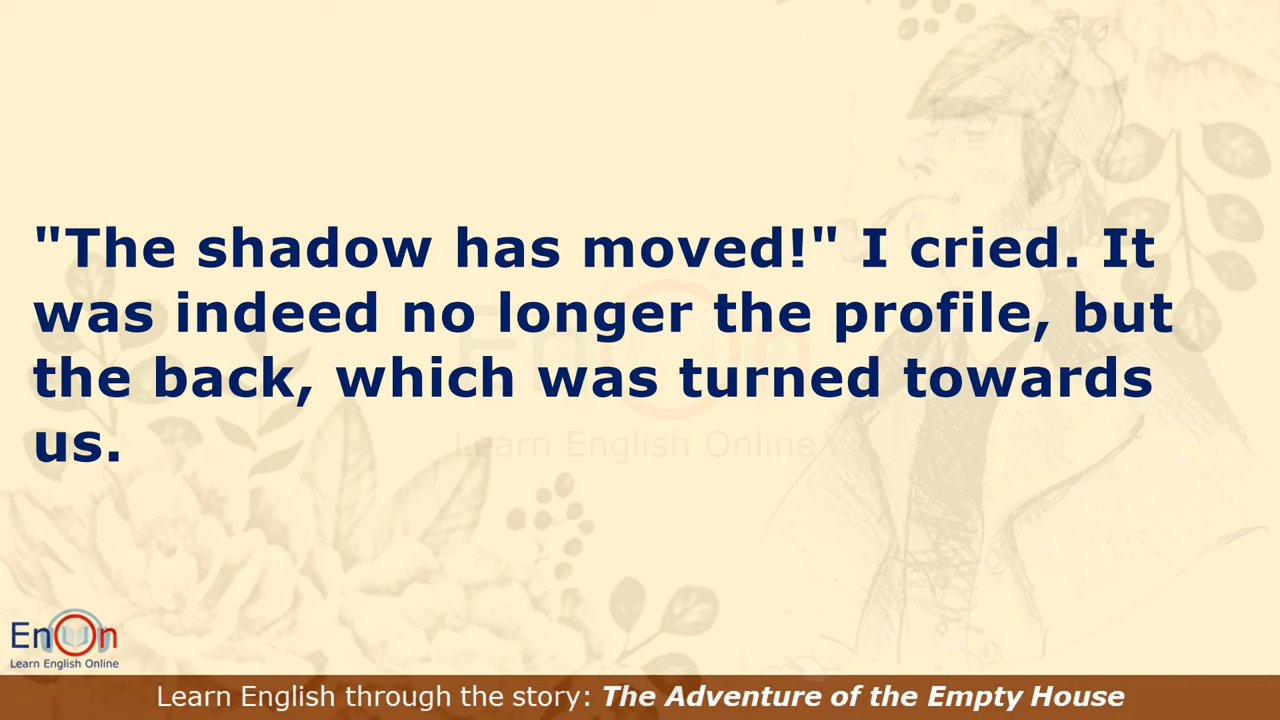 "The shadow has moved!" I cried. It
was indeed no longer the profile, but
the back, which was turned towards
us.
EnOn
Learn English Online
EnOn
Learn English Online
Learn English through the story: The Adventure of the Empty House